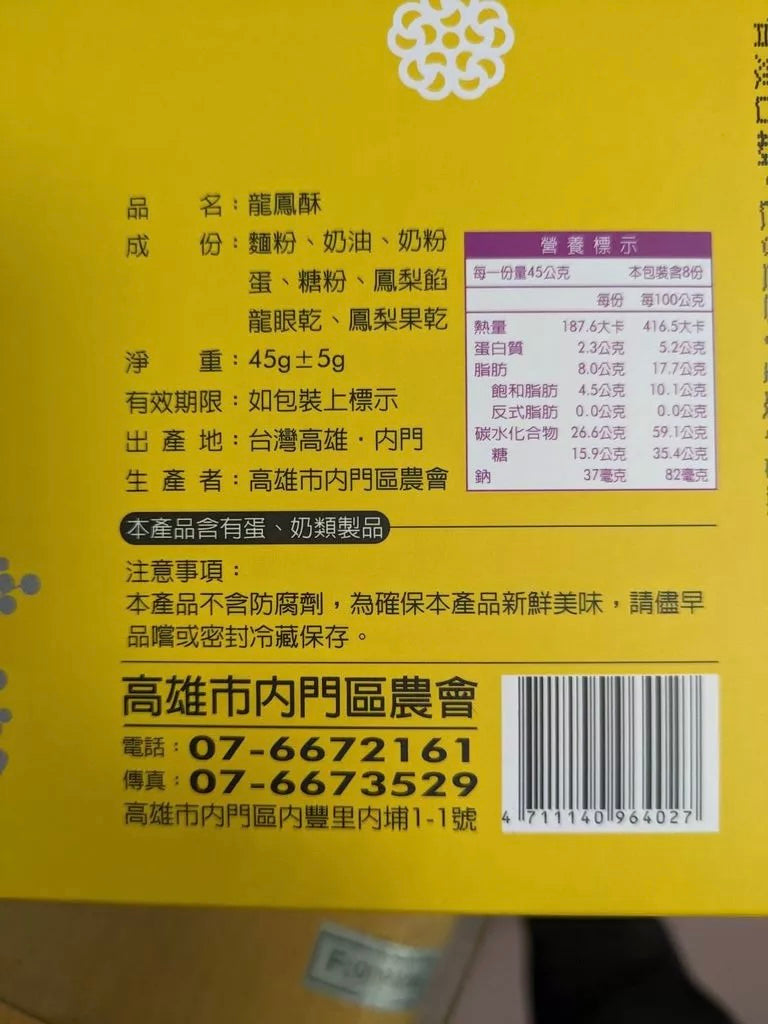 品名：龍鳳酥
成份：麵粉、奶油、奶粉
蛋、糖粉、鳳梨餡
龍眼乾、鳳梨果乾
淨重：45g±5g
有效期限：如包裝上標示
出產地：台灣高雄・內門
生產者：高雄市內門區農會
營養標示
每一份量45公克 本包裝含8份
每份 每100公克
熱量 187.6大卡 416.5大卡
蛋白質 2.3公克 5.2公克
脂肪 8.0公克 17.7公克
飽和脂肪 4.5公克 10.1公克
反式脂肪 0.0公克 0.0公克
碳水化合物 26.6公克 59.1公克
糖 15.9公克 35.4公克
鈉 37毫克 82毫克
本產品含有蛋、奶類製品
注意事項：
本產品不含防腐劑，為確保本產品新鮮美味，請儘早
品嚐或密封冷藏保存。
高雄市內門區農會
電話：07-6672161
傳真：07-6673529
高雄市內門區內豐里內埔1-1號
4 711140 964027